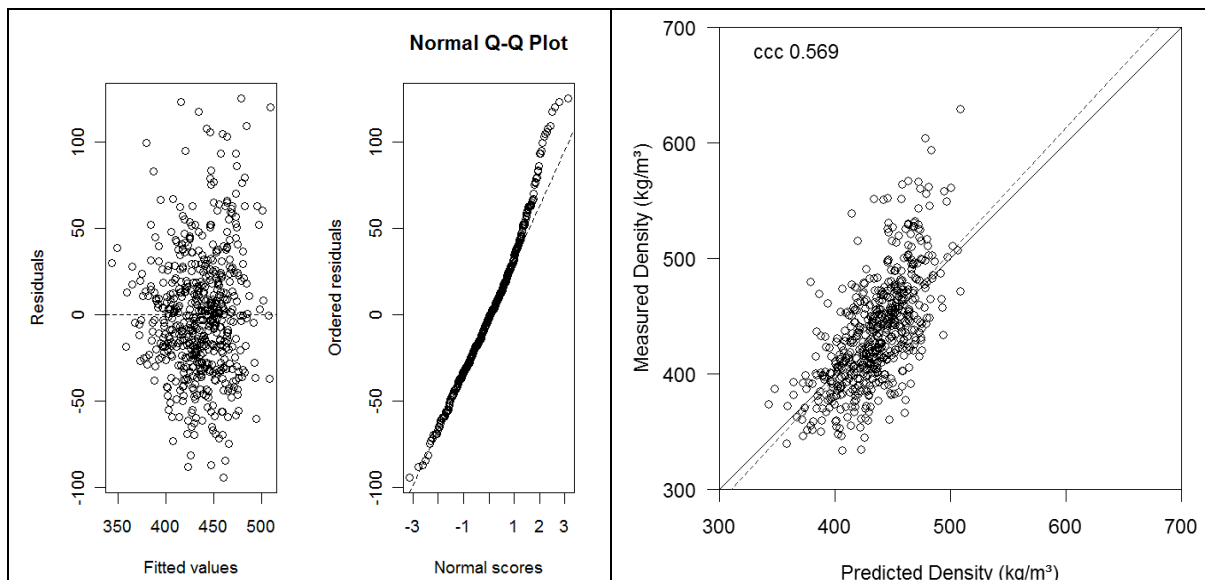 Normal Q-Q Plot
Residuals
-100
-50
0
50
100
350 400 450 500
Fitted values
Ordered residuals
-100
-50
0
50
100
-3 -1 0 1 2 3
Normal scores
ccc 0.569
Measured Density (kg/m³)
700
600
500
400
300
300 400 500 600 700
Predicted Density (kg/m³)